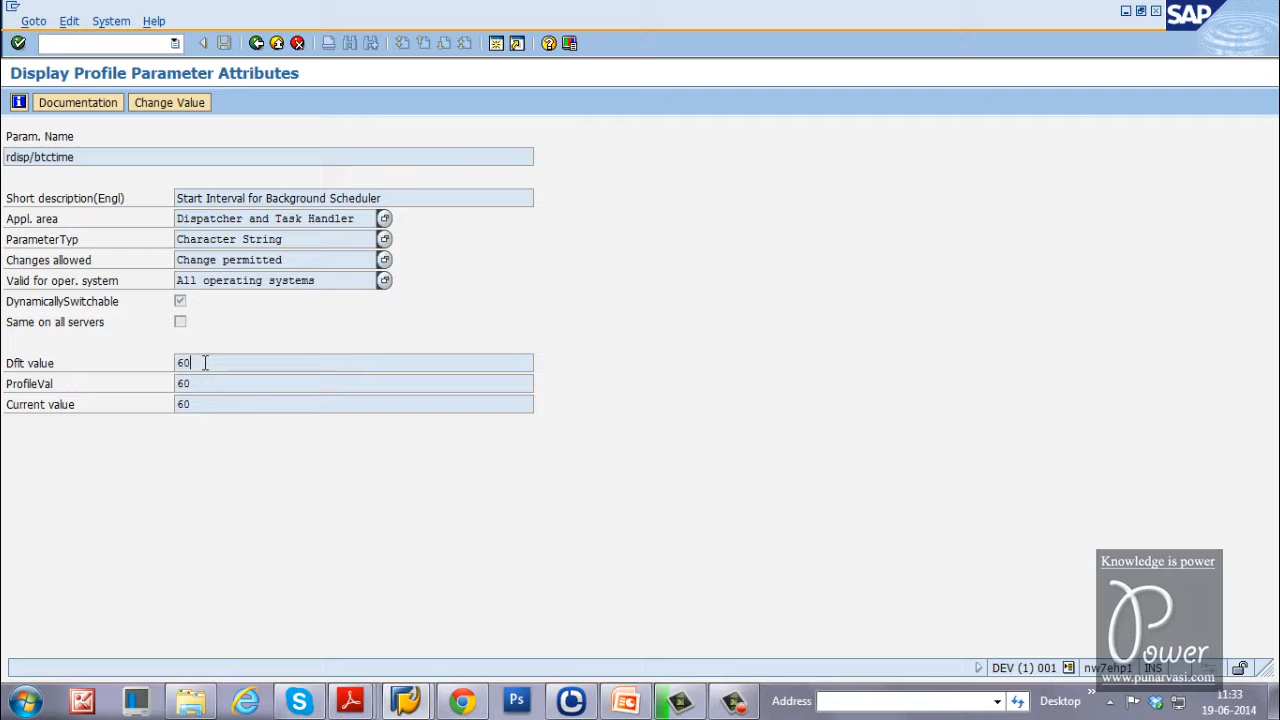 Goto Edit System Help
SAP
Display Profile Parameter Attributes
Documentation Change Value
Param. Name
rdisp/btctime
Short description(Engl) Start Interval for Background Scheduler
Appl. area Dispatcher and Task Handler
ParameterTyp Character String
Changes allowed Change permitted
Valid for oper. system All operating systems
DynamicallySwitchable
Same on all servers
Dflt value 60
ProfileVal 60
Current value 60
Knowledge is power
Power
www.punarvasi.com
DEV (1) 001 nw7ehp1 INS
Ps Address Desktop » 11:33
19-06-2014